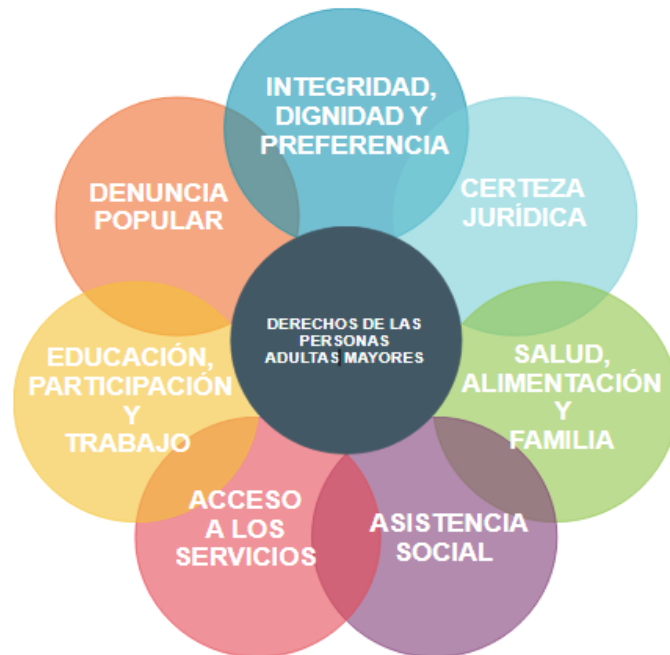 INTEGRIDAD,
DIGNIDAD Y
PREFERENCIA
CERTEZA
JURÍDICA
SALUD,
ALIMENTACIÓN
Y
FAMILIA
ASISTENCIA
SOCIAL
ACCESO
A LOS
SERVICIOS
EDUCACIÓN,
PARTICIPACIÓN
Y
TRABAJO
DENUNCIA
POPULAR
DERECHOS DE LAS
PERSONAS
ADULTAS MAYORES